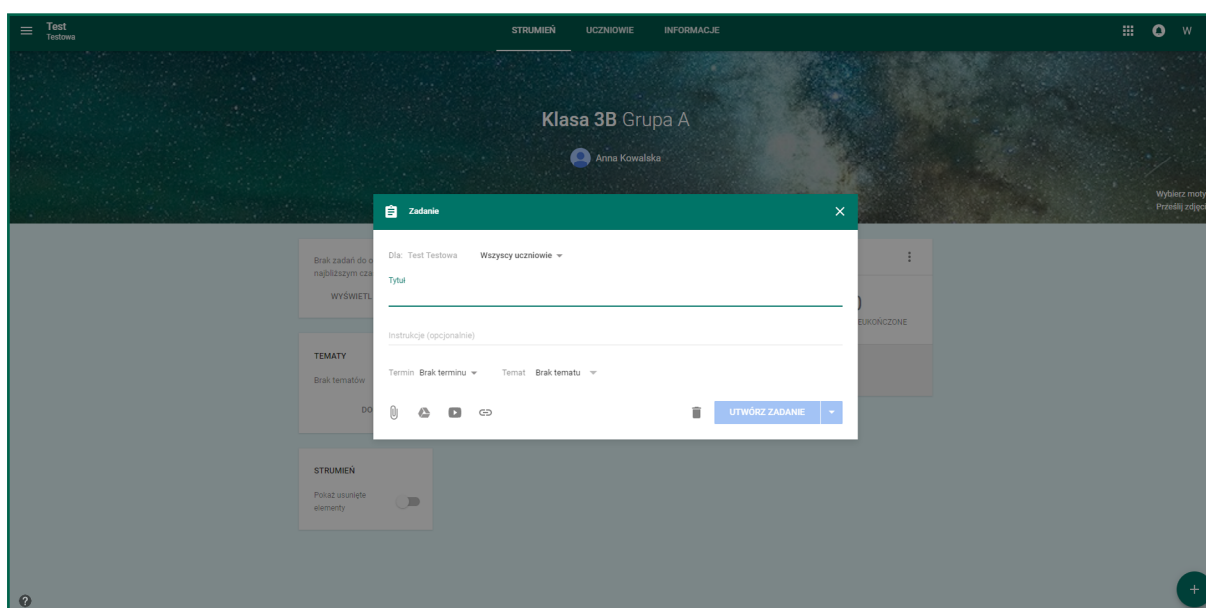 Test
Testowa
STRUMIEŃ UCZNIOWIE INFORMACJE
W
Klasa 3B Grupa A
Anna Kowalska
Wybierz moty
Prześlij zdjęci
Zadanie
Brak zadań do o
najbliższym cza
WYŚWIETL
Dla: Test Testowa Wszyscy uczniowie
Tytuł
Instrukcje (opcjonalnie)
EUKOŃCZONE
TEMATY
Brak tematów
DO
Termin Brak terminu Temat Brak tematu
UTWÓRZ ZADANIE
STRUMIEŃ
Pokaż usunięte
elementy